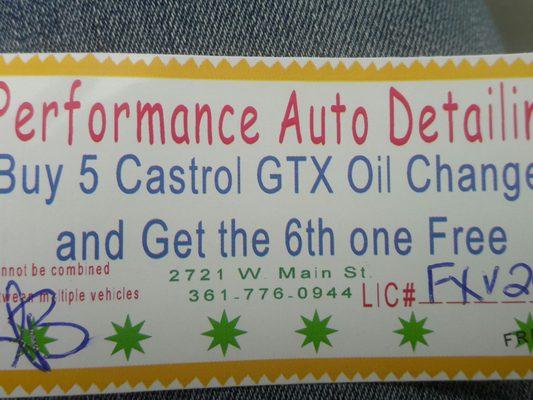 Performance Auto Detailin
Buy 5 Castrol GTX Oil Change
and Get the 6th one Free
nnot be combined
tween multiple vehicles
2721 W. Main St.
361-776-0944
LIC# FXV2
FR